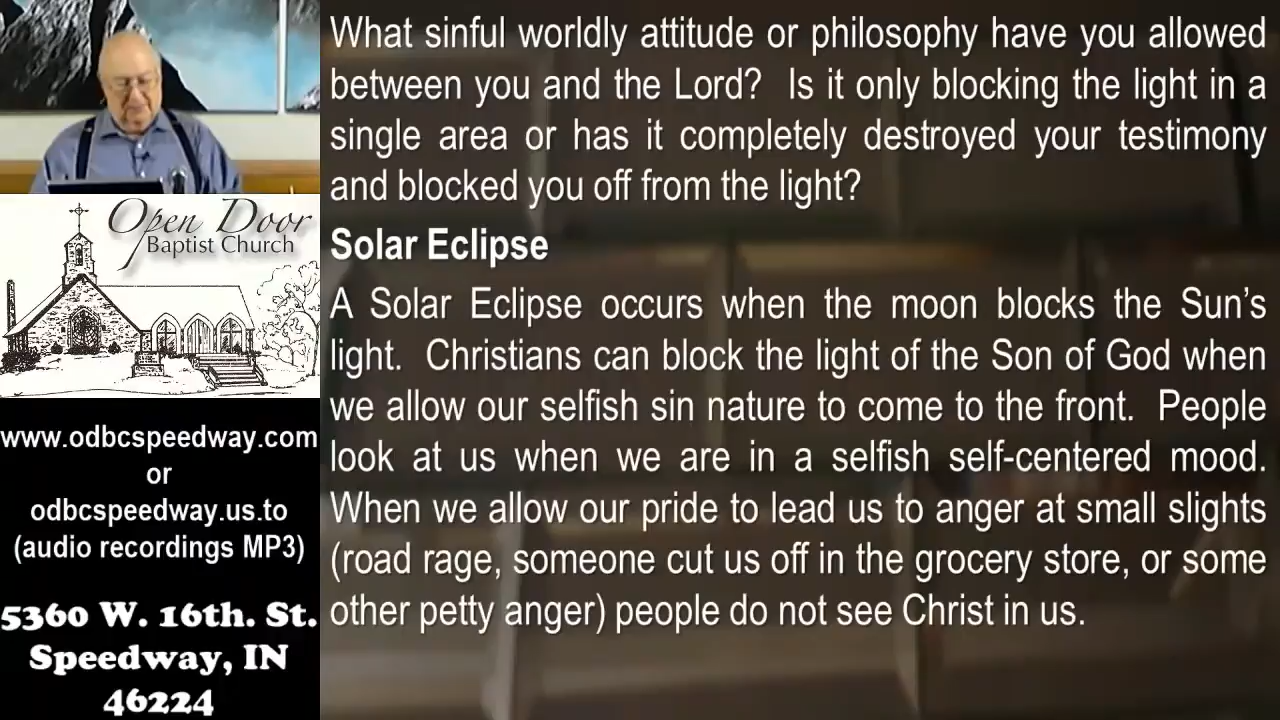 What sinful worldly attitude or philosophy have you allowed
between you and the Lord?  Is it only blocking the light in a
single area or has it completely destroyed your testimony
and blocked you off from the light?
Solar Eclipse
A Solar Eclipse occurs when the moon blocks the Sun's
light.  Christians can block the light of the Son of God when
we allow our selfish sin nature to come to the front.  People
look at us when we are in a selfish self-centered mood.
When we allow our pride to lead us to anger at small slights
(road rage, someone cut us off in the grocery store, or some
other petty anger) people do not see Christ in us.
Open Door
Baptist Church
www.odbcspeedway.com
or
odbcspeedway.us.to
(audio recordings MP3)
5360 W. 16th. St.
Speedway, IN
46224